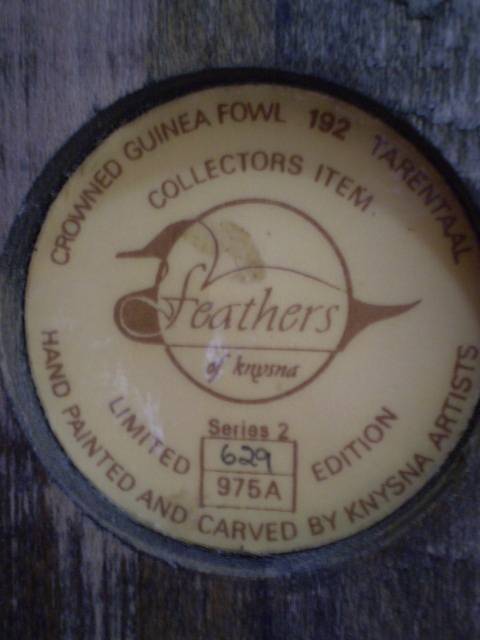 CROWNED GUINEA FOWL 192 TARENTAAL
COLLECTORS ITEM
feathers
of knysna
Series 2
LIMITED EDITION
629
975A
HAND PAINTED AND CARVED BY KNYSNA ARTISTS